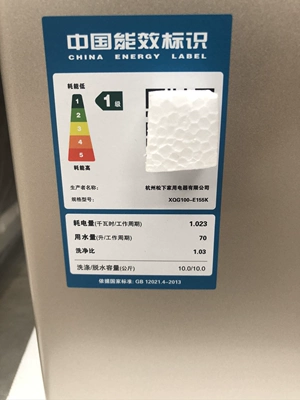 中国能效标识
CHINA ENERGY LABEL
耗能低
1
2
3
4
5
耗能高
1级
生产者名称: 杭州松下家用电器有限公司
规格型号: XQG100-E155K
耗电量(千瓦时/工作周期) 1.023
用水量(升/工作周期) 70
洗净比 1.03
洗涤/脱水容量(公斤) 10.0/10.0
依据国家标准: GB 12021.4-2013